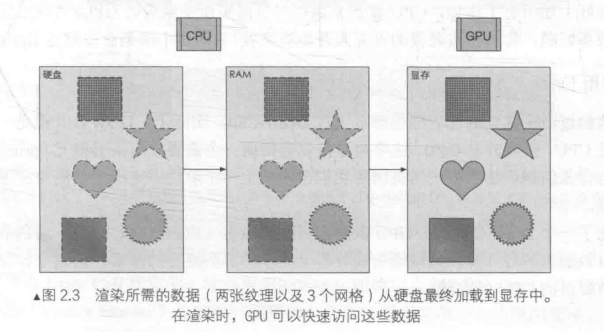 CPU
GPU
硬盘
RAM
显存
▲图 2.3 渲染所需的数据（两张纹理以及 3 个网格）从硬盘最终加载到显存中。
在渲染时，GPU 可以快速访问这些数据